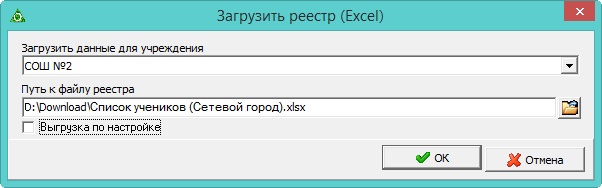 Загрузить реестр (Excel)
Загрузить данные для учреждения
СОШ №2
Путь к файлу реестра
D:\Download\Список учеников (Сетевой город).xlsx
Выгрузка по настройке
ОК
Отмена